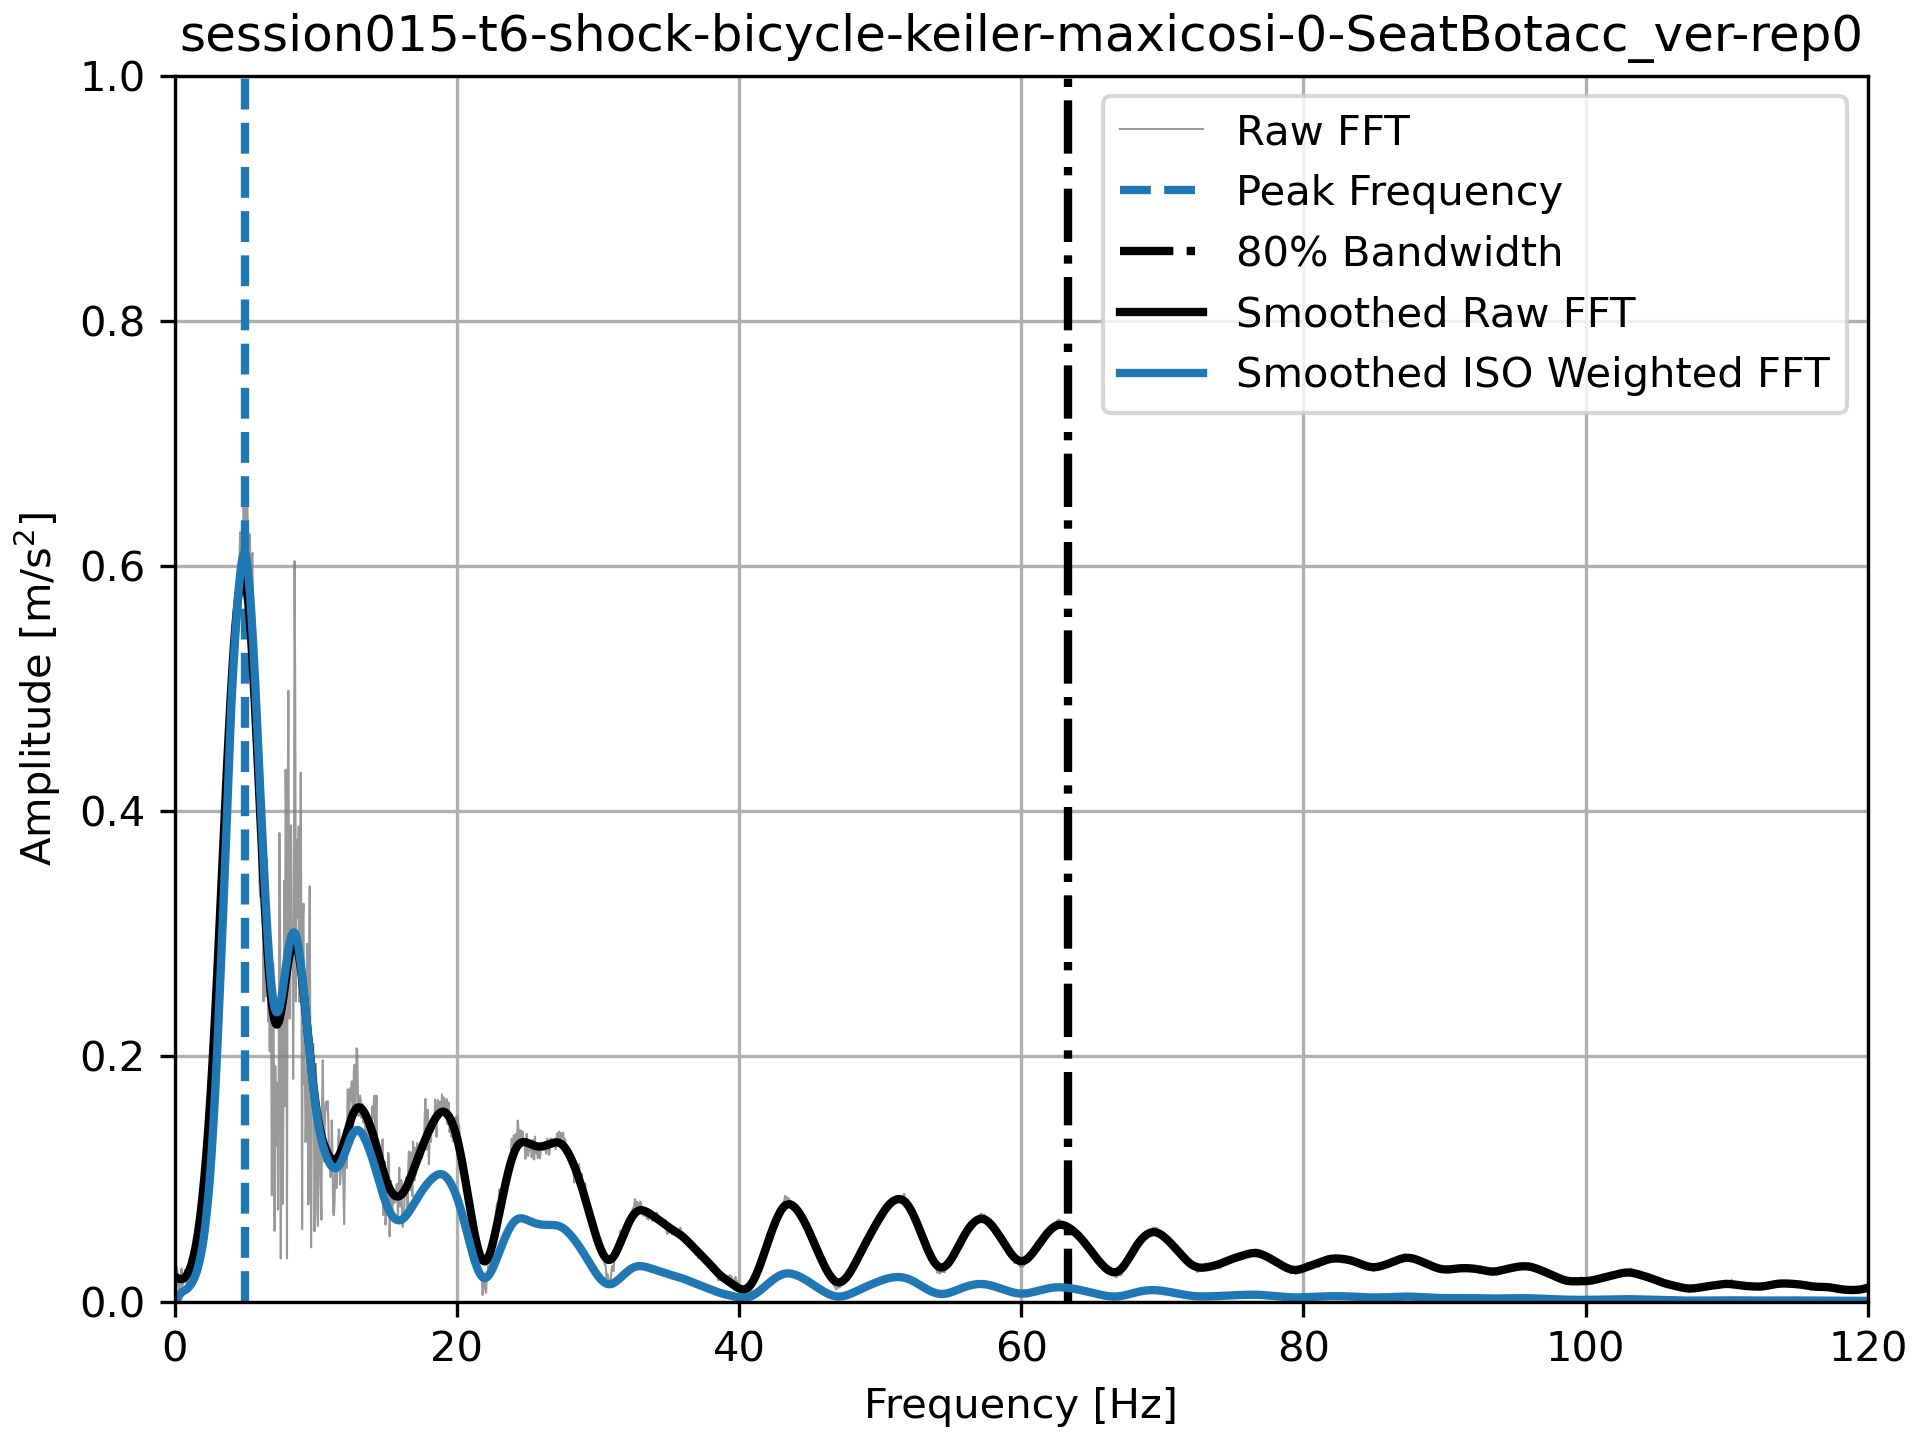 session015-t6-shock-bicycle-keiler-maxicosi-0-SeatBotacc_ver-rep0
1.0
0.8
0.6
0.4
0.2
0.0
Amplitude [m/s²]
Raw FFT
Peak Frequency
80% Bandwidth
Smoothed Raw FFT
Smoothed ISO Weighted FFT
0 20 40 60 80 100 120
Frequency [Hz]